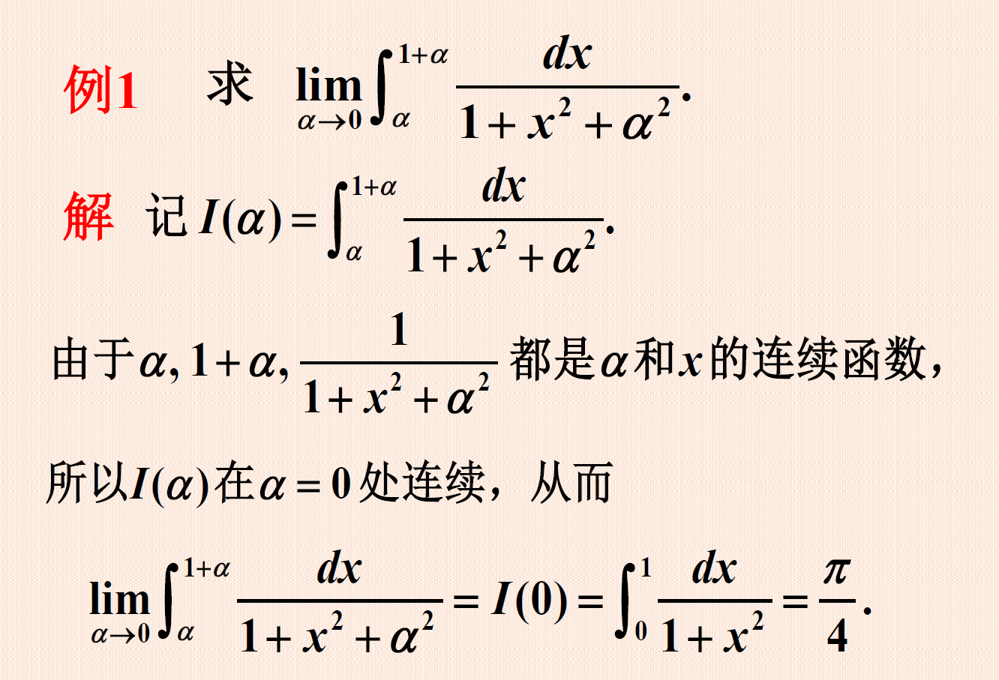 例1 求 $\lim_{\alpha \to 0} \int_{\alpha}^{1+\alpha} \frac{dx}{1+x^2+\alpha^2}.$
解 记 $I(\alpha) = \int_{\alpha}^{1+\alpha} \frac{dx}{1+x^2+\alpha^2}.$
由于 $\alpha, 1+\alpha, \frac{1}{1+x^2+\alpha^2}$ 都是 $\alpha$ 和 $x$ 的连续函数，
所以 $I(\alpha)$ 在 $\alpha = 0$ 处连续，从而
$\lim_{\alpha \to 0} \int_{\alpha}^{1+\alpha} \frac{dx}{1+x^2+\alpha^2} = I(0) = \int_{0}^{1} \frac{dx}{1+x^2} = \frac{\pi}{4}.$